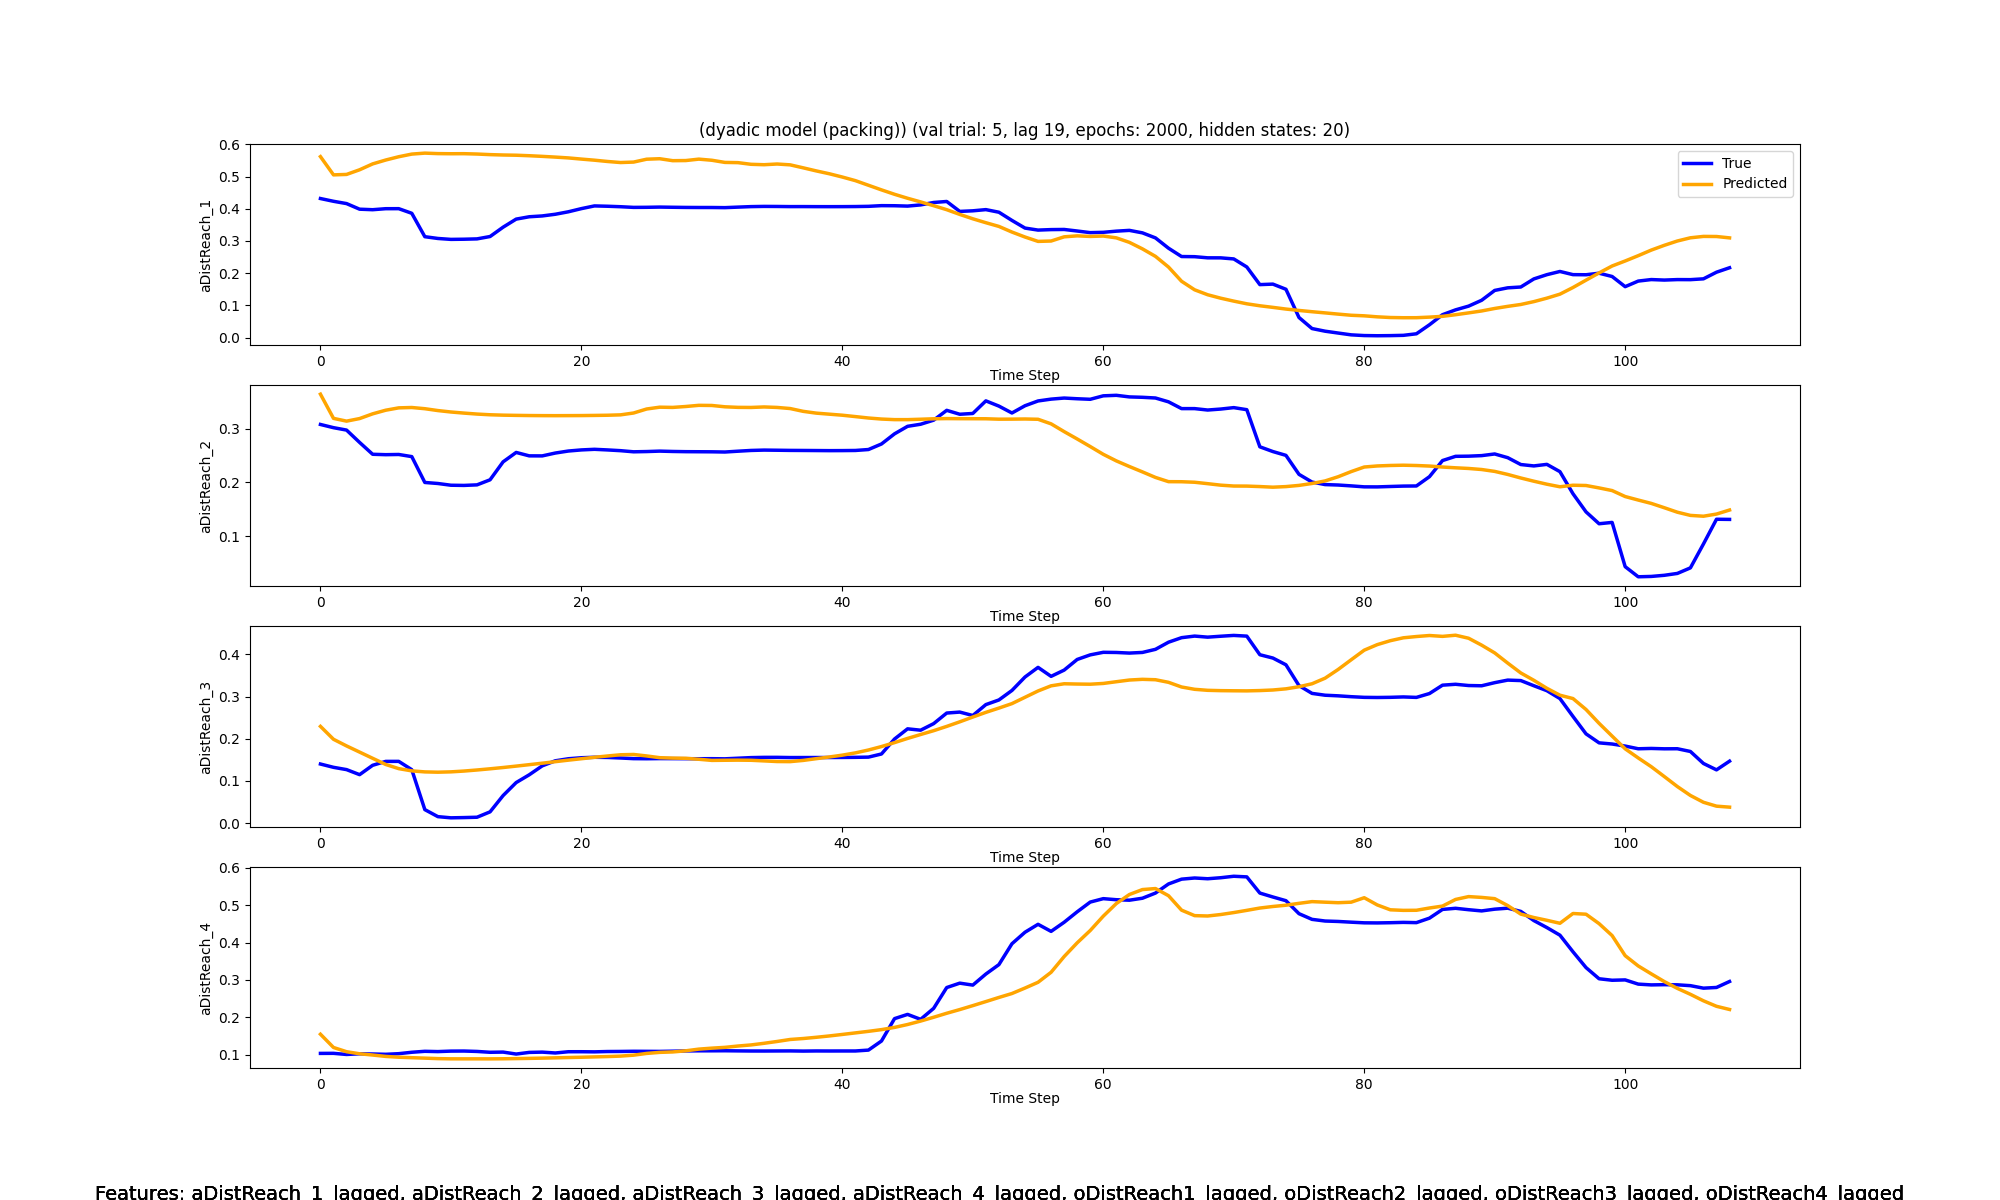 (dyadic model (packing)) (val trial: 5, lag 19, epochs: 2000, hidden states: 20)
True
Predicted
aDistReach_1
0.6
0.5
0.4
0.3
0.2
0.1
0.0
0 20 40 60 80 100
Time Step
aDistReach_2
0.3
0.2
0.1
0 20 40 60 80 100
Time Step
aDistReach_3
0.4
0.3
0.2
0.1
0.0
0 20 40 60 80 100
Time Step
aDistReach_4
0.6
0.5
0.4
0.3
0.2
0.1
0 20 40 60 80 100
Time Step
Features: aDistReach_1_lagged, aDistReach_2_lagged, aDistReach_3_lagged, aDistReach_4_lagged, oDistReach1_lagged, oDistReach2_lagged, oDistReach3_lagged, oDistReach4_lagged